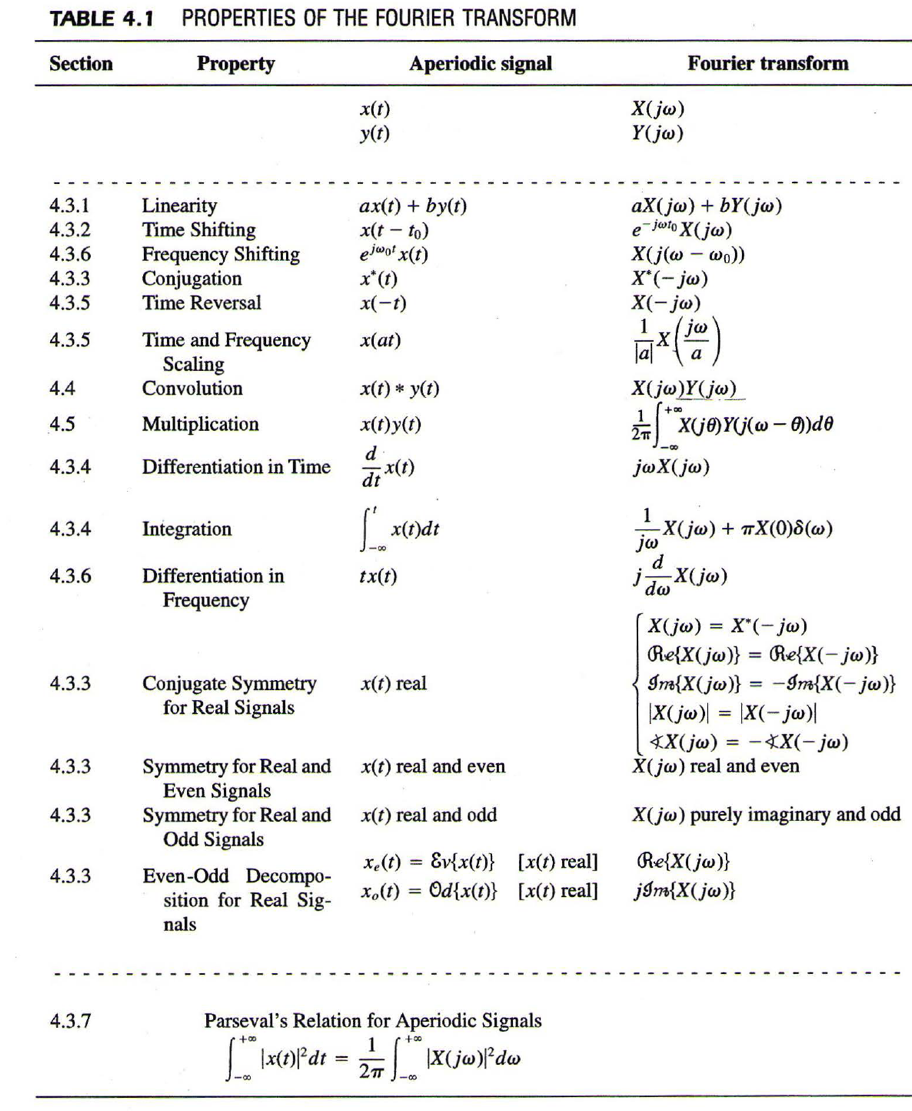 TABLE 4.1 PROPERTIES OF THE FOURIER TRANSFORM
Section Property Aperiodic signal Fourier transform
x(t) X(jω)
y(t) Y(jω)
4.3.1 Linearity ax(t) + by(t) aX(jω) + bY(jω)
4.3.2 Time Shifting x(t − t₀) e^{−jωt₀}X(jω)
4.3.6 Frequency Shifting e^{jω₀t}x(t) X(j(ω − ω₀))
4.3.3 Conjugation x*(t) X*(−jω)
4.3.5 Time Reversal x(−t) X(−jω)
4.3.5 Time and Frequency Scaling x(at) 1/|a| X(jω/a)
4.4 Convolution x(t) * y(t) X(jω)Y(jω)
4.5 Multiplication x(t)y(t) 1/2π ∫_{−∞}^{+∞} X(jθ)Y(j(ω − θ))dθ
4.3.4 Differentiation in Time d/dt x(t) jωX(jω)
4.3.4 Integration ∫_{−∞}^{t} x(t)dt 1/jω X(jω) + πX(0)δ(ω)
4.3.6 Differentiation in Frequency tx(t) j d/dω X(jω)
4.3.3 Conjugate Symmetry for Real Signals x(t) real
X(jω) = X*(−jω)
ℜe{X(jω)} = ℜe{X(−jω)}
ℐm{X(jω)} = −ℐm{X(−jω)}
|X(jω)| = |X(−jω)|
∢X(jω) = −∢X(−jω)
4.3.3 Symmetry for Real and Even Signals x(t) real and even X(jω) real and even
4.3.3 Symmetry for Real and Odd Signals x(t) real and odd X(jω) purely imaginary and odd
4.3.3 Even-Odd Decompo-
sition for Real Sig-
nals
xₑ(t) = ℰv{x(t)} [x(t) real] ℜe{X(jω)}
xₒ(t) = 𝒪d{x(t)} [x(t) real] jℐm{X(jω)}
4.3.7 Parseval's Relation for Aperiodic Signals
∫_{−∞}^{+∞} |x(t)|²dt = 1/2π ∫_{−∞}^{+∞} |X(jω)|²dω